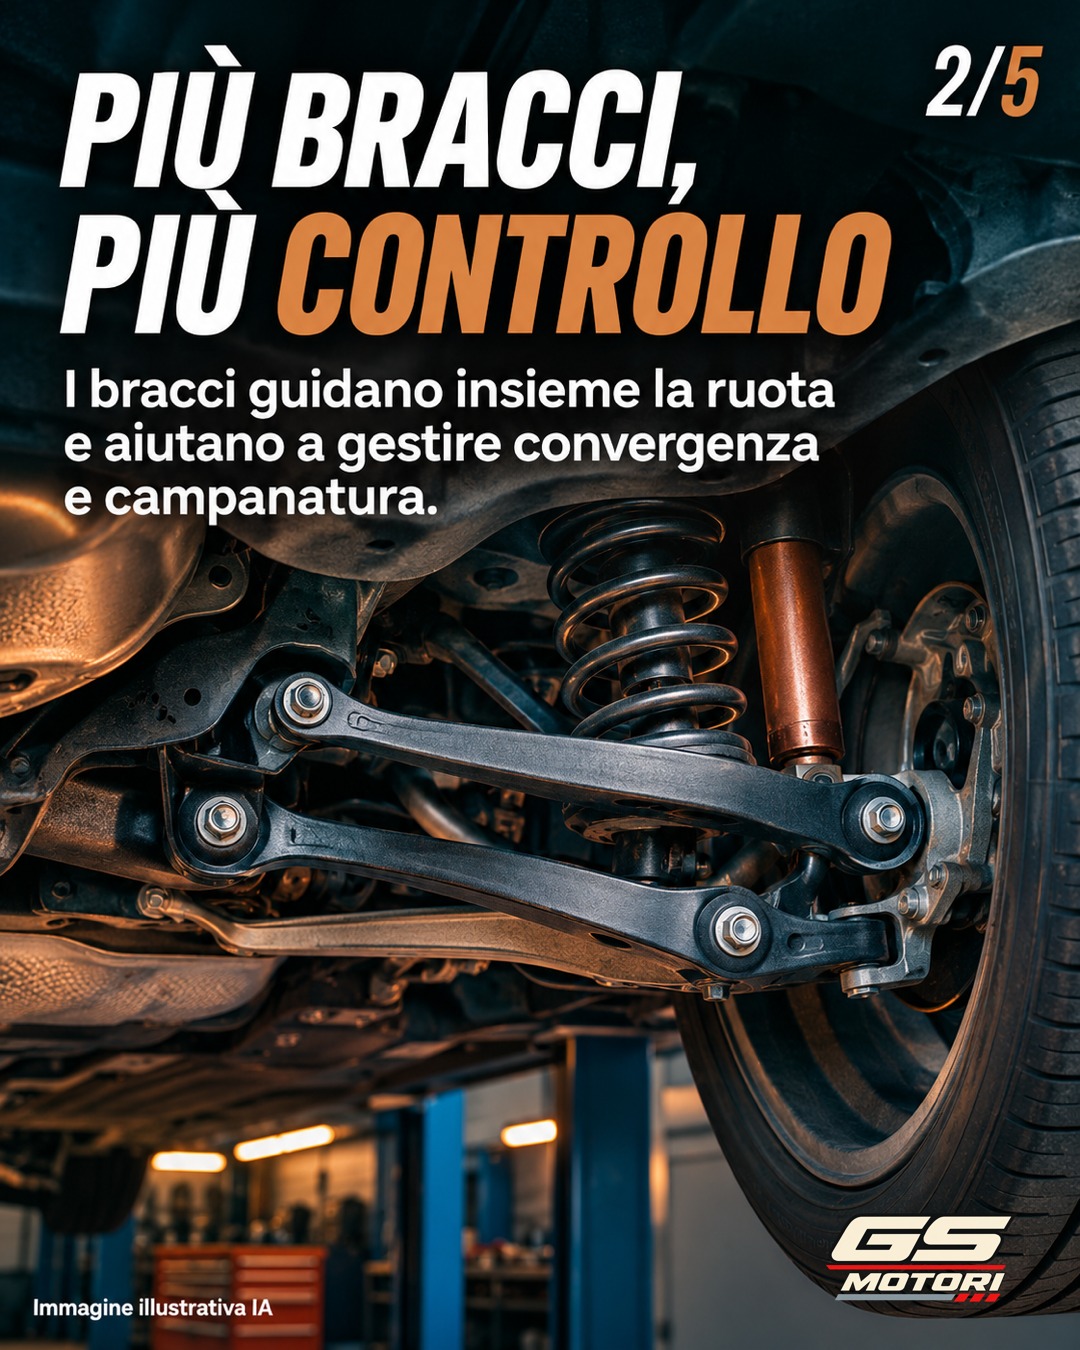 PIÙ BRACCI,
PIÙ CONTROLLO
2/5
I bracci guidano insieme la ruota
e aiutano a gestire convergenza
e campanatura.
GS
MOTORI
Immagine illustrativa IA